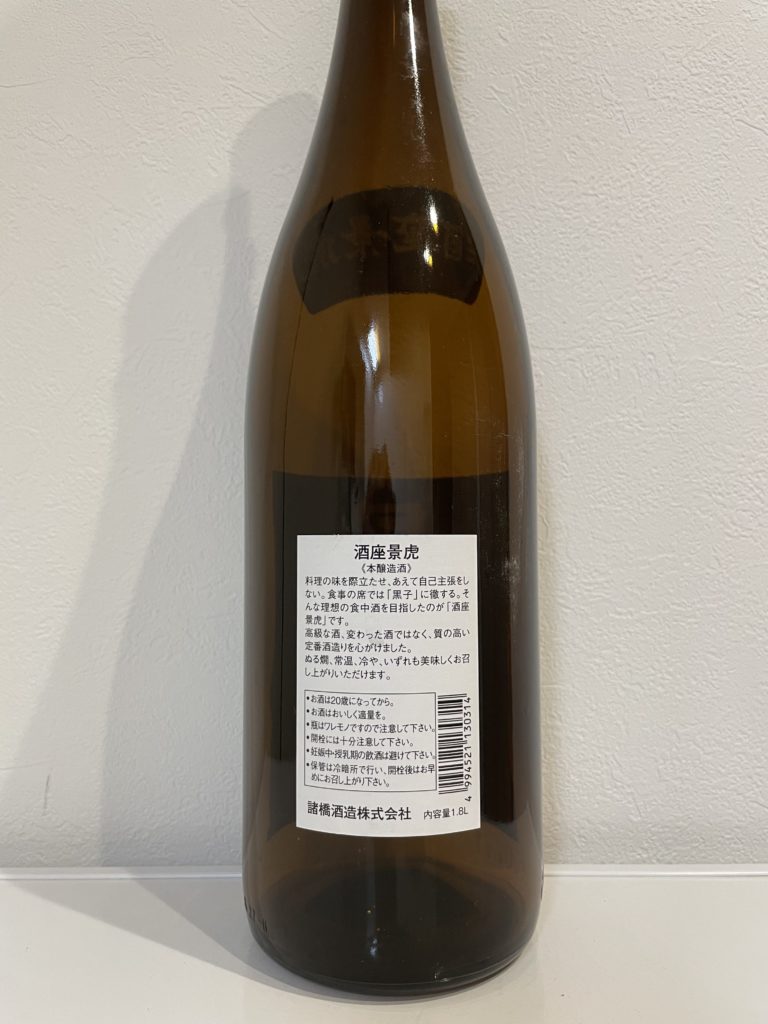 酒座景虎
《本醸造酒》
料理の味を際立たせ、あえて自己主張をし
ない。食事の席では「黒子」に徹する。そ
んな理想の食中酒を目指したのが「酒座
景虎」です。
高級な酒、変わった酒ではなく、質の高い
定番酒造りを心がけました。
ぬる燗、常温、冷や、いずれも美味しくお召
し上がりいただけます。
•お酒は20歳になってから。
•お酒はおいしく適量を。
•瓶はワレモノですので注意して下さい。
•開栓には十分注意して下さい。
•妊娠中・授乳期の飲酒は避けて下さい。
•保管は冷暗所で行い、開栓後はお早
めにお召し上がり下さい。
4 994521 130314
諸橋酒造株式会社 内容量1.8L